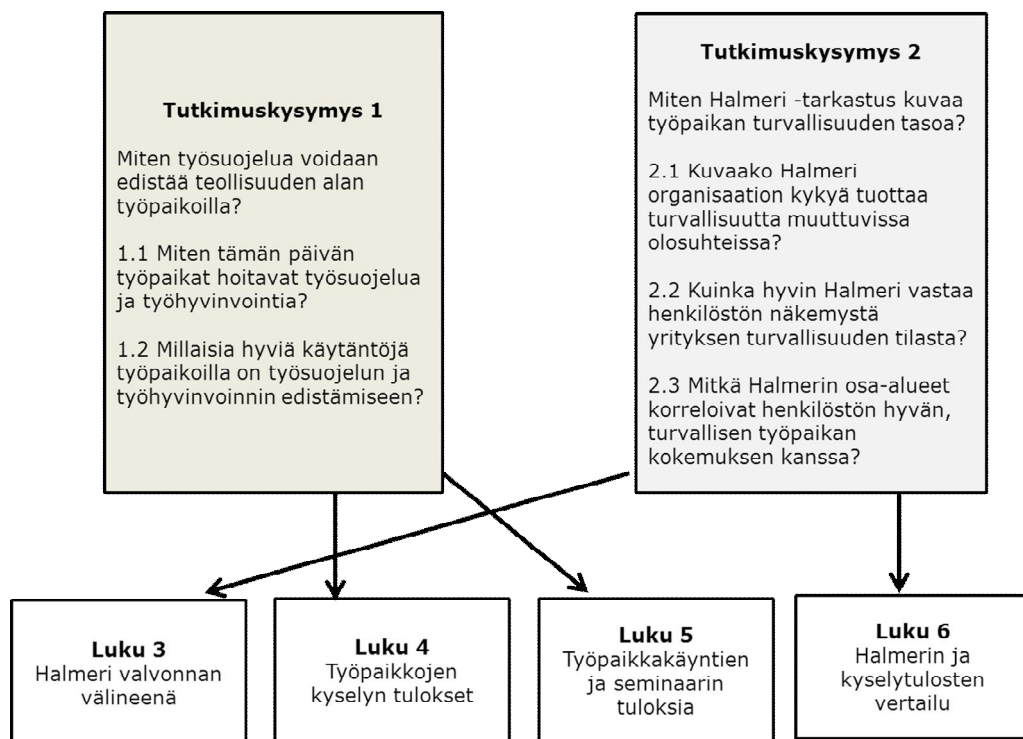 Tutkimuskysymys 1
Miten työsuojelua voidaan
edistää teollisuuden alan
työpaikoilla?
1.1 Miten tämän päivän
työpaikat hoitavat työsuojelua
ja työhyvinvointia?
1.2 Millaisia hyviä käytäntöjä
työpaikoilla on työsuojelun ja
työhyvinvoinnin edistämiseen?
Tutkimuskysymys 2
Miten Halmeri -tarkastus kuvaa
työpaikan turvallisuuden tasoa?
2.1 Kuvaako Halmeri
organisaation kykyä tuottaa
turvallisuutta muuttuvissa
olosuhteissa?
2.2 Kuinka hyvin Halmeri vastaa
henkilöstön näkemystä
yrityksen turvallisuuden tilasta?
2.3 Mitkä Halmerin osa-alueet
korreloivat henkilöstön hyvän,
turvallisen työpaikan
kokemuksen kanssa?
Luku 3
Halmeri valvonnan
välineenä
Luku 4
Työpaikkojen
kyselyn tulokset
Luku 5
Työpaikkakäyntien
ja seminaarin
tuloksia
Luku 6
Halmerin ja
kyselytulosten
vertailu